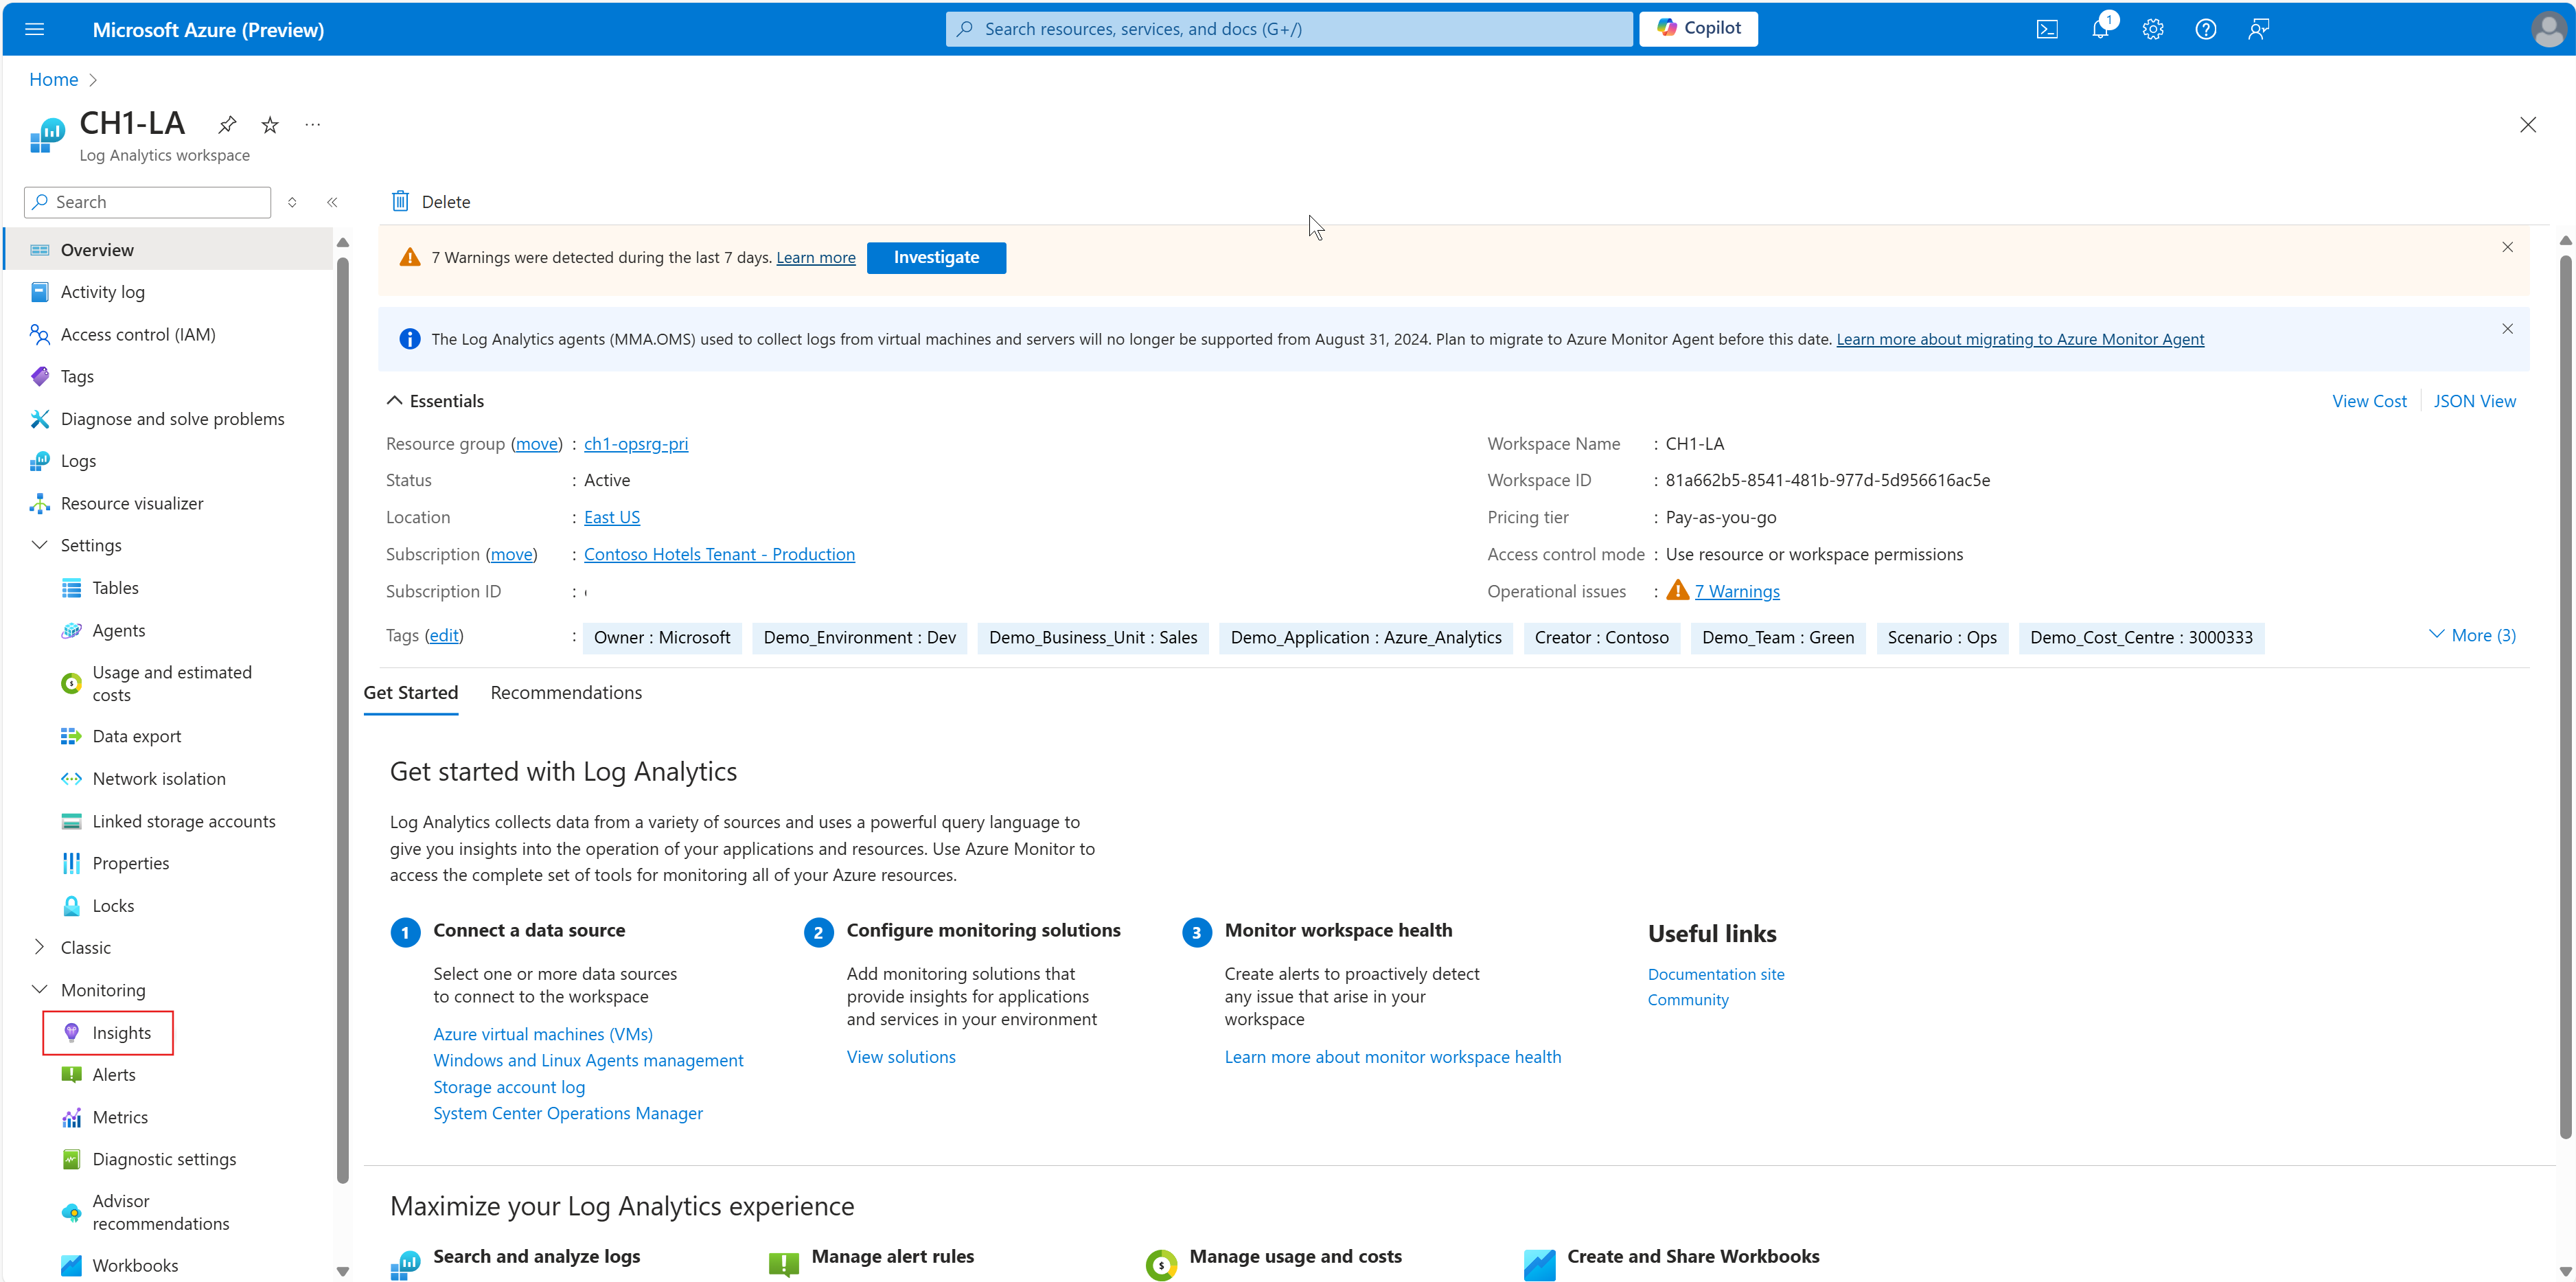 Microsoft Azure (Preview)
Search resources, services, and docs (G+/)
Copilot
1
Home
CH1-LA
Log Analytics workspace
Search
Overview
Activity log
Access control (IAM)
Tags
Diagnose and solve problems
Logs
Resource visualizer
Settings
Tables
Agents
Usage and estimated
costs
Data export
Network isolation
Linked storage accounts
Properties
Locks
Classic
Monitoring
Insights
Alerts
Metrics
Diagnostic settings
Advisor
recommendations
Workbooks
Delete
7 Warnings were detected during the last 7 days. Learn more Investigate
The Log Analytics agents (MMA.OMS) used to collect logs from virtual machines and servers will no longer be supported from August 31, 2024. Plan to migrate to Azure Monitor Agent before this date. Learn more about migrating to Azure Monitor Agent
Essentials
View Cost JSON View
Resource group (move) : ch1-opsrg-pri
Status : Active
Location : East US
Subscription (move) : Contoso Hotels Tenant - Production
Subscription ID :
Workspace Name : CH1-LA
Workspace ID : 81a662b5-8541-481b-977d-5d956616ac5e
Pricing tier : Pay-as-you-go
Access control mode : Use resource or workspace permissions
Operational issues : 7 Warnings
Tags (edit) : Owner : Microsoft Demo_Environment : Dev Demo_Business_Unit : Sales Demo_Application : Azure_Analytics Creator : Contoso Demo_Team : Green Scenario : Ops Demo_Cost_Centre : 3000333 More (3)
Get Started Recommendations
Get started with Log Analytics
Log Analytics collects data from a variety of sources and uses a powerful query language to
give you insights into the operation of your applications and resources. Use Azure Monitor to
access the complete set of tools for monitoring all of your Azure resources.
1 Connect a data source
Select one or more data sources
to connect to the workspace
Azure virtual machines (VMs)
Windows and Linux Agents management
Storage account log
System Center Operations Manager
2 Configure monitoring solutions
Add monitoring solutions that
provide insights for applications
and services in your environment
View solutions
3 Monitor workspace health
Create alerts to proactively detect
any issue that arise in your
workspace
Learn more about monitor workspace health
Useful links
Documentation site
Community
Maximize your Log Analytics experience
Search and analyze logs
Manage alert rules
Manage usage and costs
Create and Share Workbooks